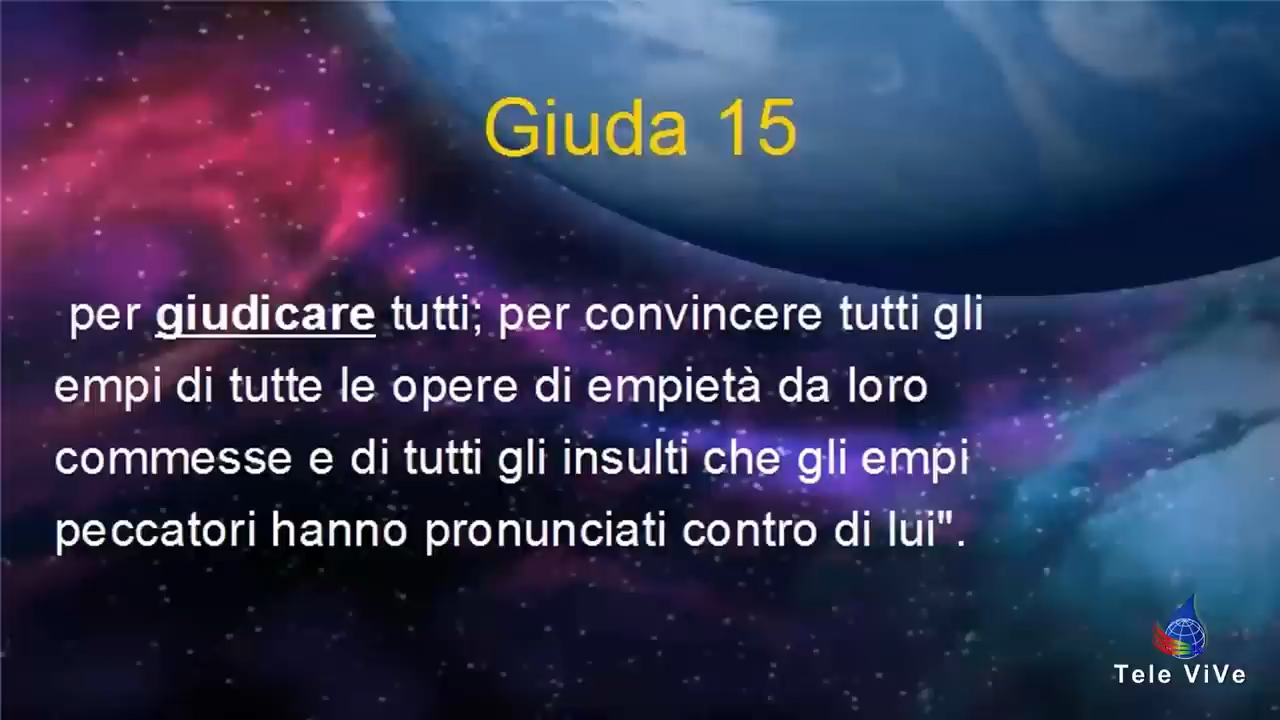 Giuda 15
per giudicare tutti; per convincere tutti gli
empi di tutte le opere di empietà da loro
commesse e di tutti gli insulti che gli empi
peccatori hanno pronunciati contro di lui".
Tele ViVe